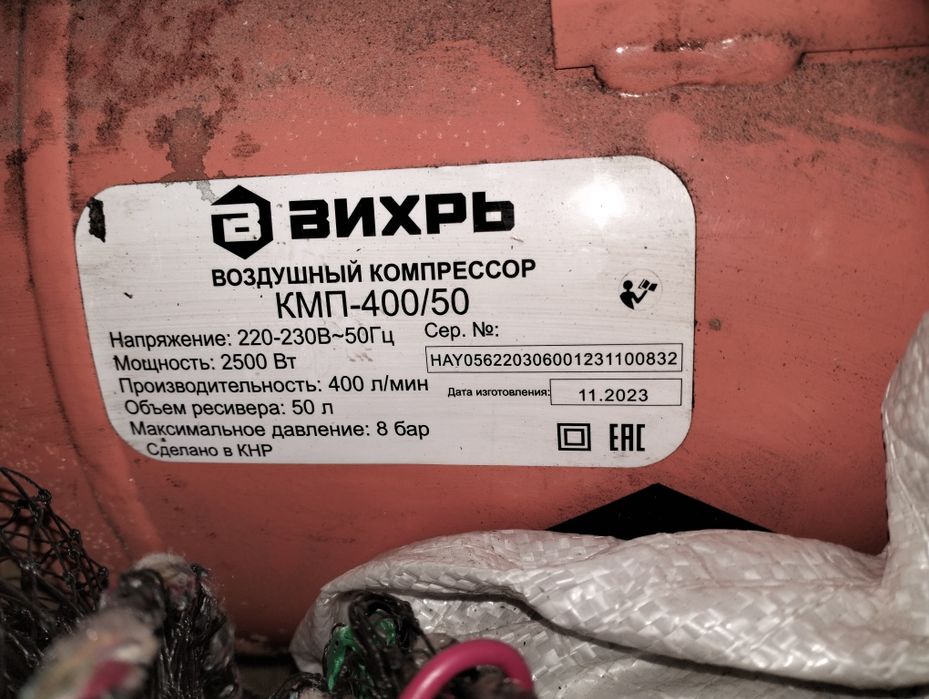 ВИХРЬ
ВОЗДУШНЫЙ КОМПРЕССОР
КМП-400/50
Напряжение: 220-230В~50Гц
Мощность: 2500 Вт
Производительность: 400 л/мин
Объем ресивера: 50 л
Максимальное давление: 8 бар
Сделано в КНР
Сер. №:
HAY056220306001231100832
Дата изготовления: 11.2023
EAC